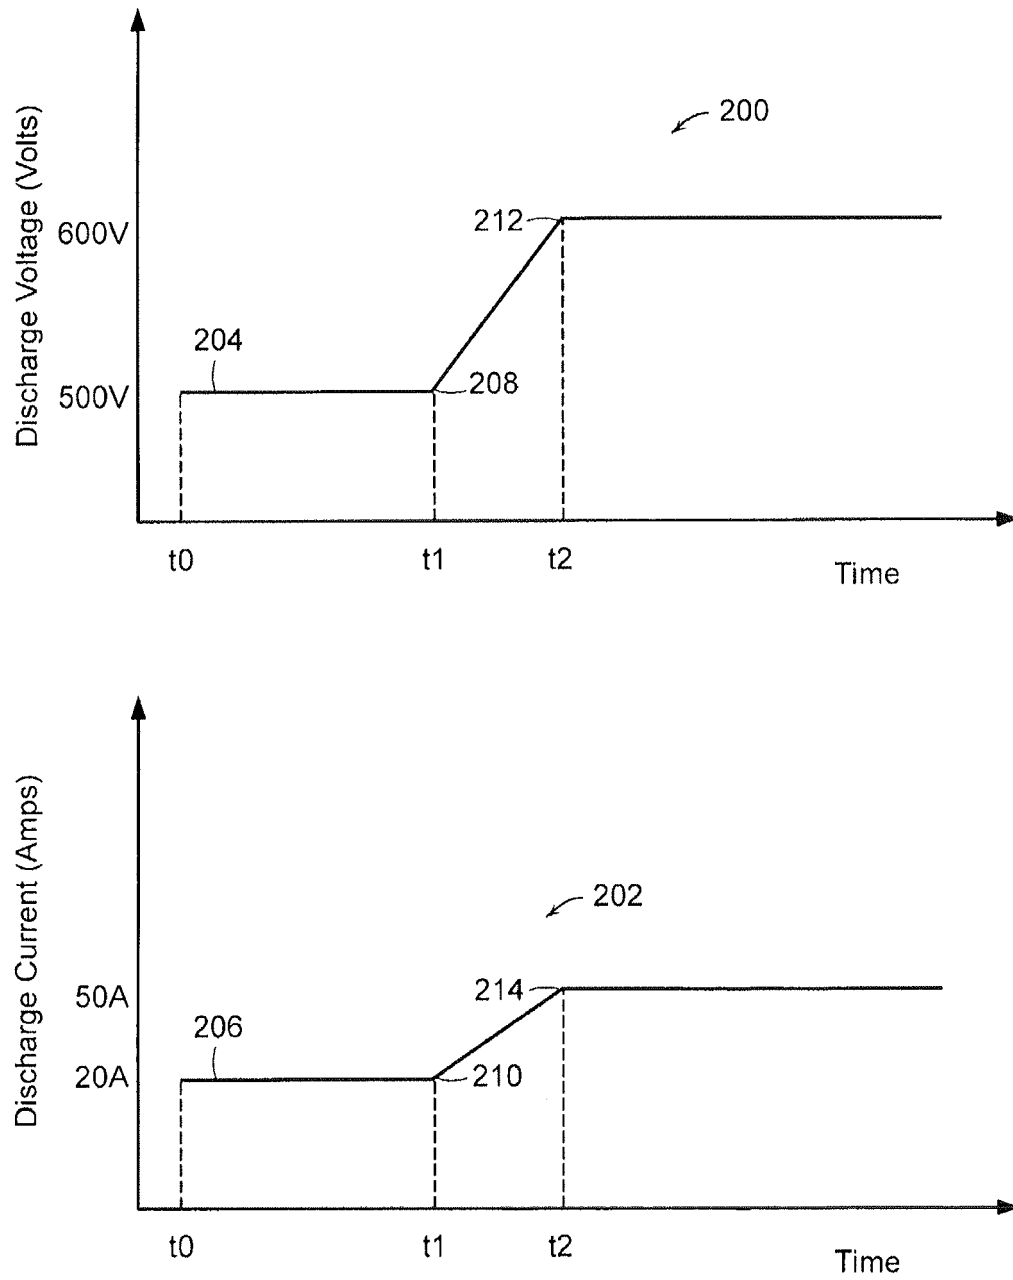 Discharge Voltage (Volts)
200
212
600V
204
208
500V
t0 t1 t2
Time
Discharge Current (Amps)
202
214
50A
206
20A
210
t0 t1 t2
Time